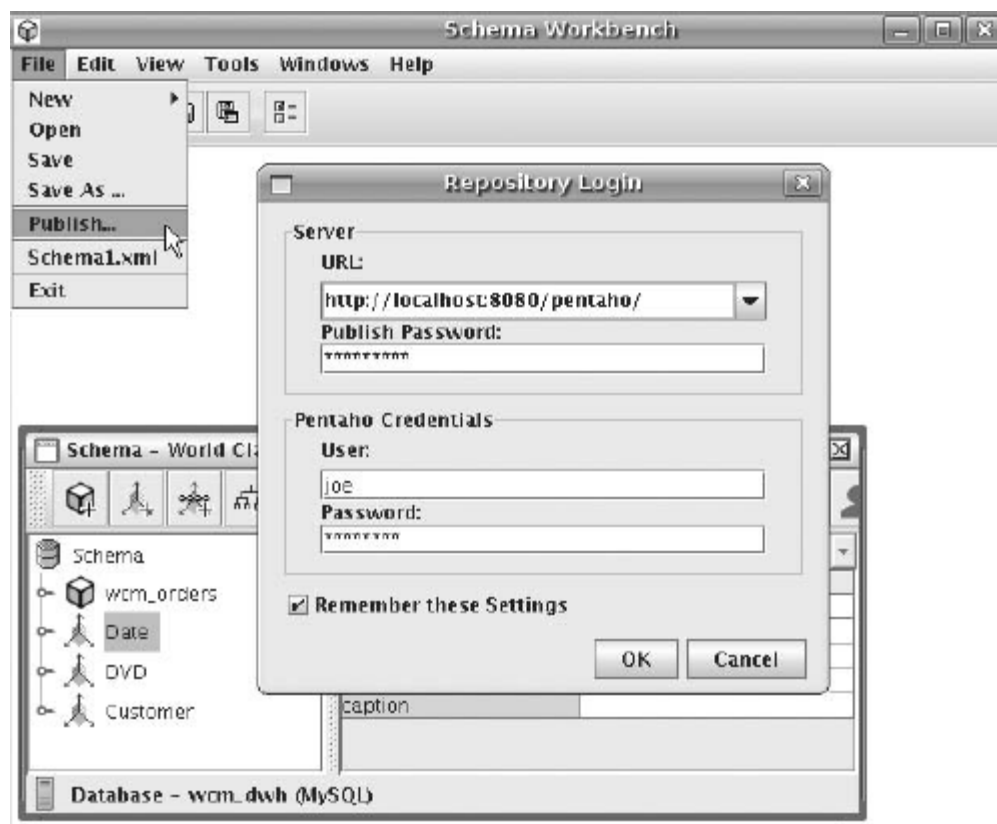 Schema Workbench
File Edit View Tools Windows Help
New
Open
Save
Save As ...
Publish...
Schema1.xml
Exit
Repository Login
Server
URL:
http://localhost:8080/pentaho/
Publish Password:
*********
Pentaho Credentials
User:
joe
Password:
********
Remember these Settings
OK Cancel
Schema - World Cl
Schema
wcm_orders
Date
DVD
Customer
caption
Database - wcm_dwh (MySQL)